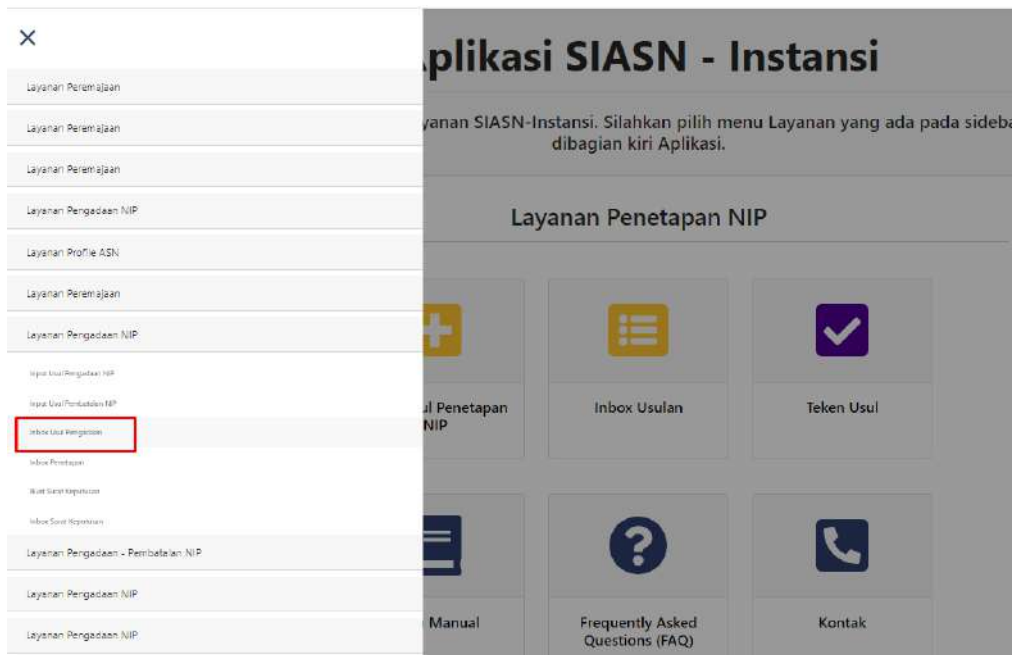 Layanan Peremajaan
Layanan Peremajaan
Layanan Peremajaan
Layanan Pengadaan NIP
Layanan Profile ASN
Layanan Peremajaan
Layanan Pengadaan NIP
Input Usul Pengadaan NIP
Input Usul Pembatalan NIP
Inbox Usul Pengadaan
Inbox Penetapan
Buat Surat Keputusan
Inbox Surat Keputusan
Layanan Pengadaan - Pembatalan NIP
Layanan Pengadaan NIP
Layanan Pengadaan NIP
plikasi SIASN - Instansi
yanan SIASN-Instansi. Silahkan pilih menu Layanan yang ada pada sideba
dibagian kiri Aplikasi.
Layanan Penetapan NIP
ul Penetapan
NIP
Inbox Usulan
Teken Usul
Manual
Frequently Asked
Questions (FAQ)
Kontak